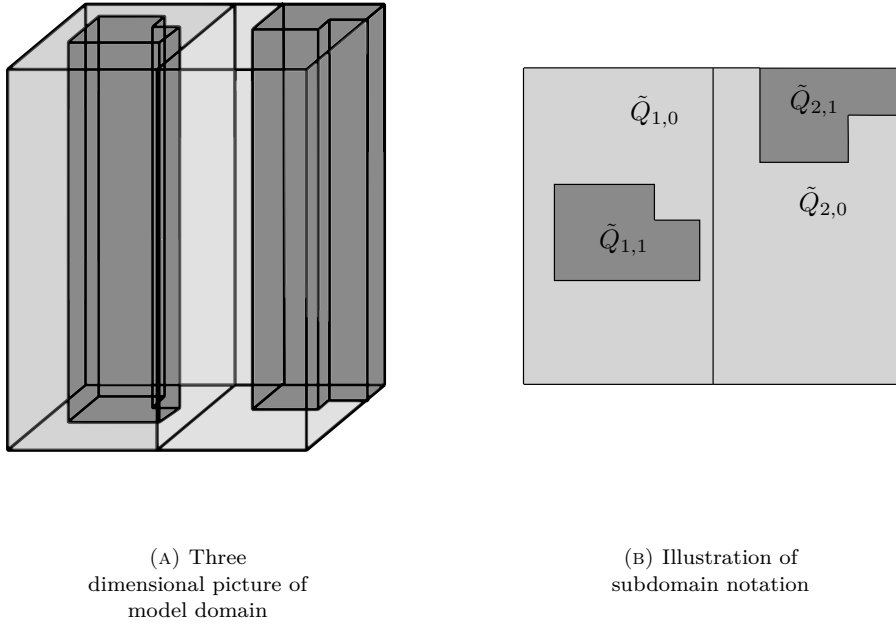 Q̃₁,₀
Q̃₂,₁
Q̃₂,₀
Q̃₁,₁
(A) Three
dimensional picture of
model domain
(B) Illustration of
subdomain notation